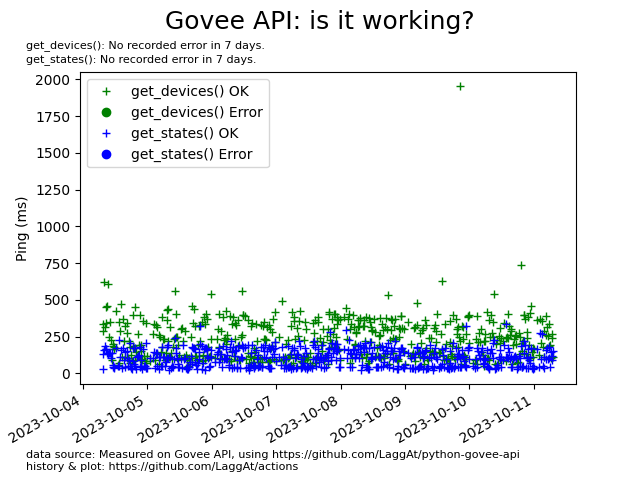 Govee API: is it working?
get_devices(): No recorded error in 7 days.
get_states(): No recorded error in 7 days.
get_devices() OK
get_devices() Error
get_states() OK
get_states() Error
Ping (ms)
2000
1750
1500
1250
1000
750
500
250
0
2023-10-04
2023-10-05
2023-10-06
2023-10-07
2023-10-08
2023-10-09
2023-10-10
2023-10-11
data source: Measured on Govee API, using https://github.com/LaggAt/python-govee-api
history & plot: https://github.com/LaggAt/actions